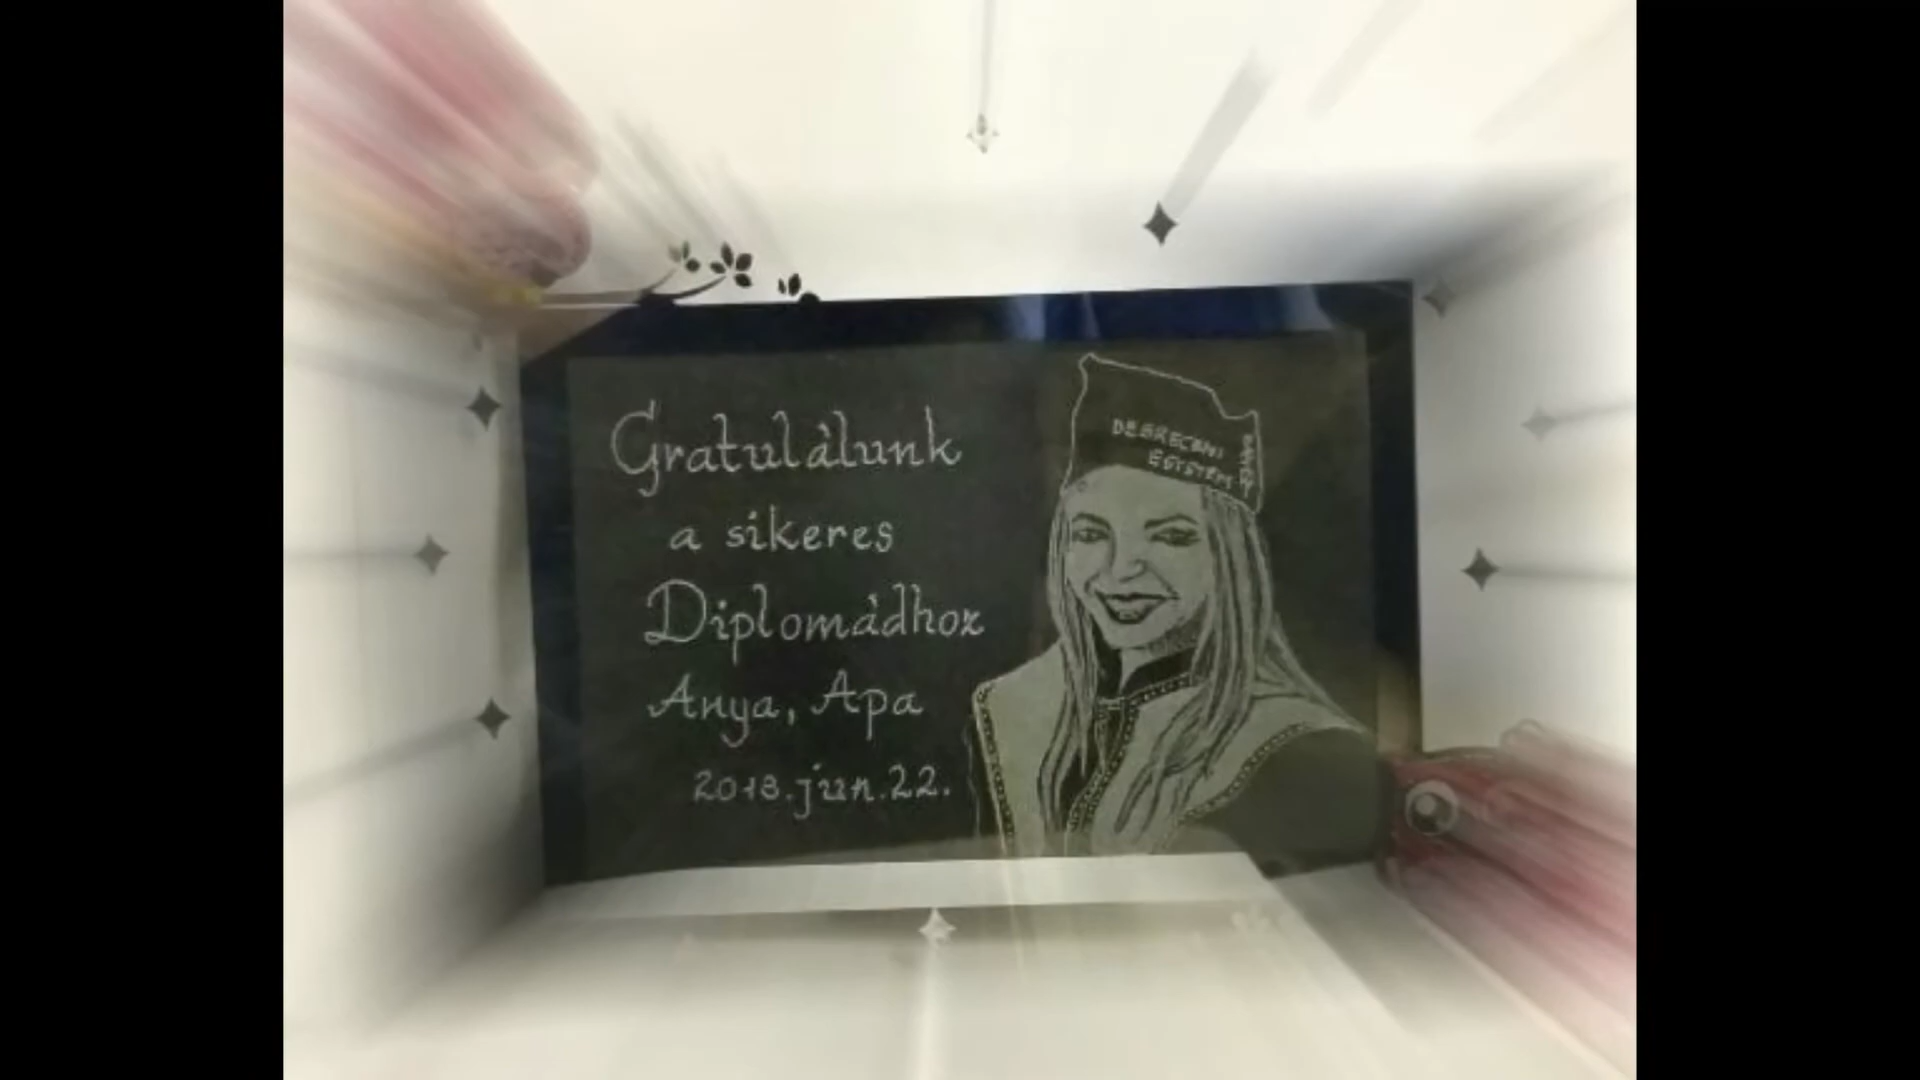 Gratulálunk
a sikeres
Diplomádhoz
Anya, Apa
2018.jun.22.
DEBRECENI
EGYETEM